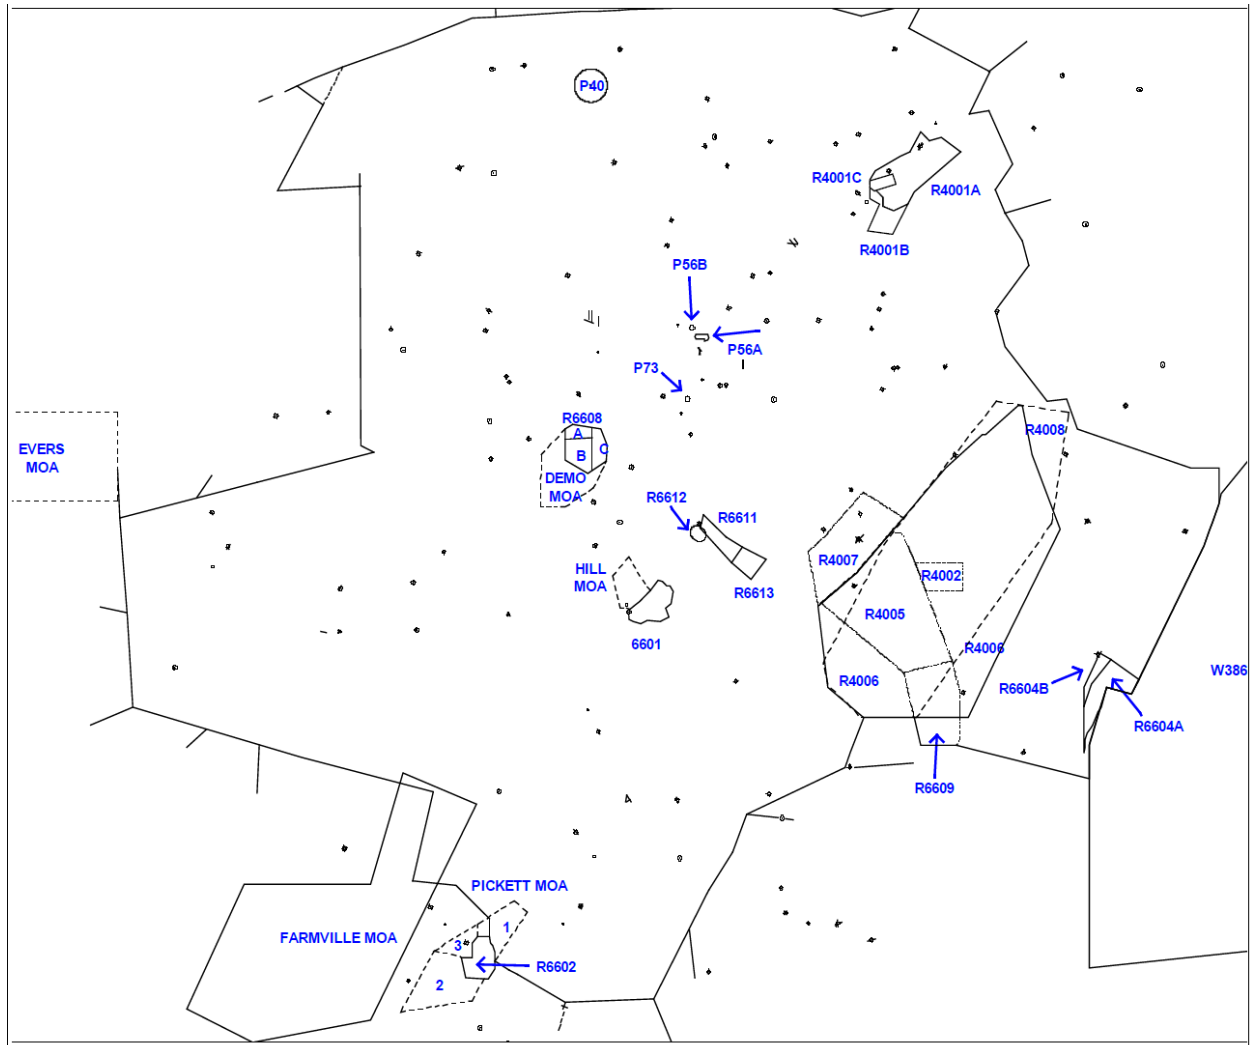 P40
R4001C
R4001A
R4001B
P56B
P56A
P73
R6608
A
B
C
DEMO
MOA
EVERS
MOA
R4008
R6612
R6611
R6613
R4007
R4002
R4005
HILL
MOA
6601
R4006
R4006
R6604B
R6604A
W386
R6609
PICKETT MOA
1
FARMVILLE MOA
3
R6602
2